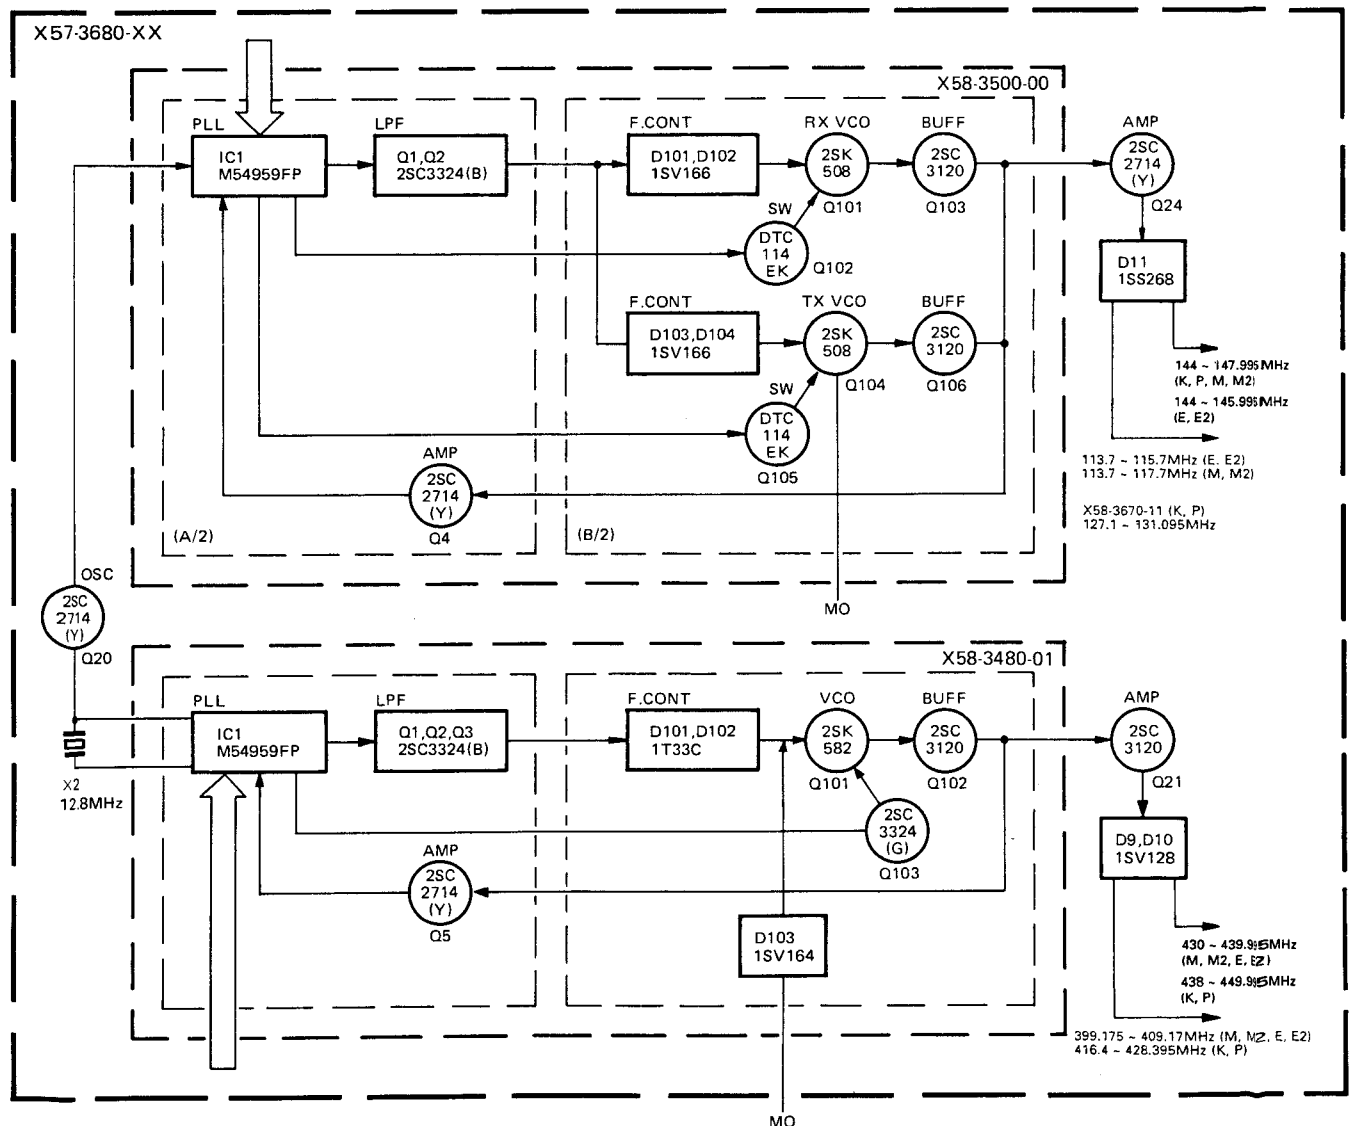 X57-3680-XX
X58-3500-00
PLL
IC1
M54959FP
LPF
Q1,Q2
2SC3324(B)
F.CONT
D101,D102
1SV166
RX VCO
2SK
508
Q101
BUFF
2SC
3120
Q103
AMP
2SC
2714
(Y)
Q24
SW
DTC
114
EK
Q102
D11
1SS268
F.CONT
D103,D104
1SV166
TX VCO
2SK
508
Q104
BUFF
2SC
3120
Q106
144 ~ 147.995MHz
(K, P, M, M2)
144 ~ 145.995MHz
(E, E2)
SW
DTC
114
EK
Q105
113.7 ~ 115.7MHz (E. E2)
113.7 ~ 117.7MHz (M, M2)
X58-3670-11 (K, P)
127.1 ~ 131.095MHz
AMP
2SC
2714
(Y)
Q4
(A/2)
(B/2)
MO
OSC
2SC
2714
(Y)
Q20
X2
12.8MHz
X58-3480-01
PLL
IC1
M54959FP
LPF
Q1,Q2,Q3
2SC3324(B)
F.CONT
D101,D102
1T33C
VCO
2SK
582
Q101
BUFF
2SC
3120
Q102
AMP
2SC
3120
Q21
2SC
3324
(G)
Q103
D9,D10
1SV128
AMP
2SC
2714
(Y)
Q5
D103
1SV164
430 ~ 439.995MHz
(M, M2, E, E2)
438 ~ 449.995MHz
(K, P)
399.175 ~ 409.17MHz (M, M2, E, E2)
416.4 ~ 428.395MHz (K, P)
MO